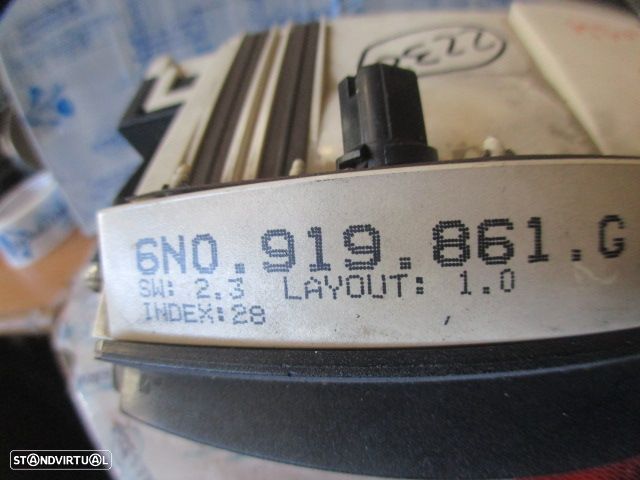 6N0.919.861.G
SW: 2.3 LAYOUT: 1.0
INDEX:28
STANDVIRTUAL